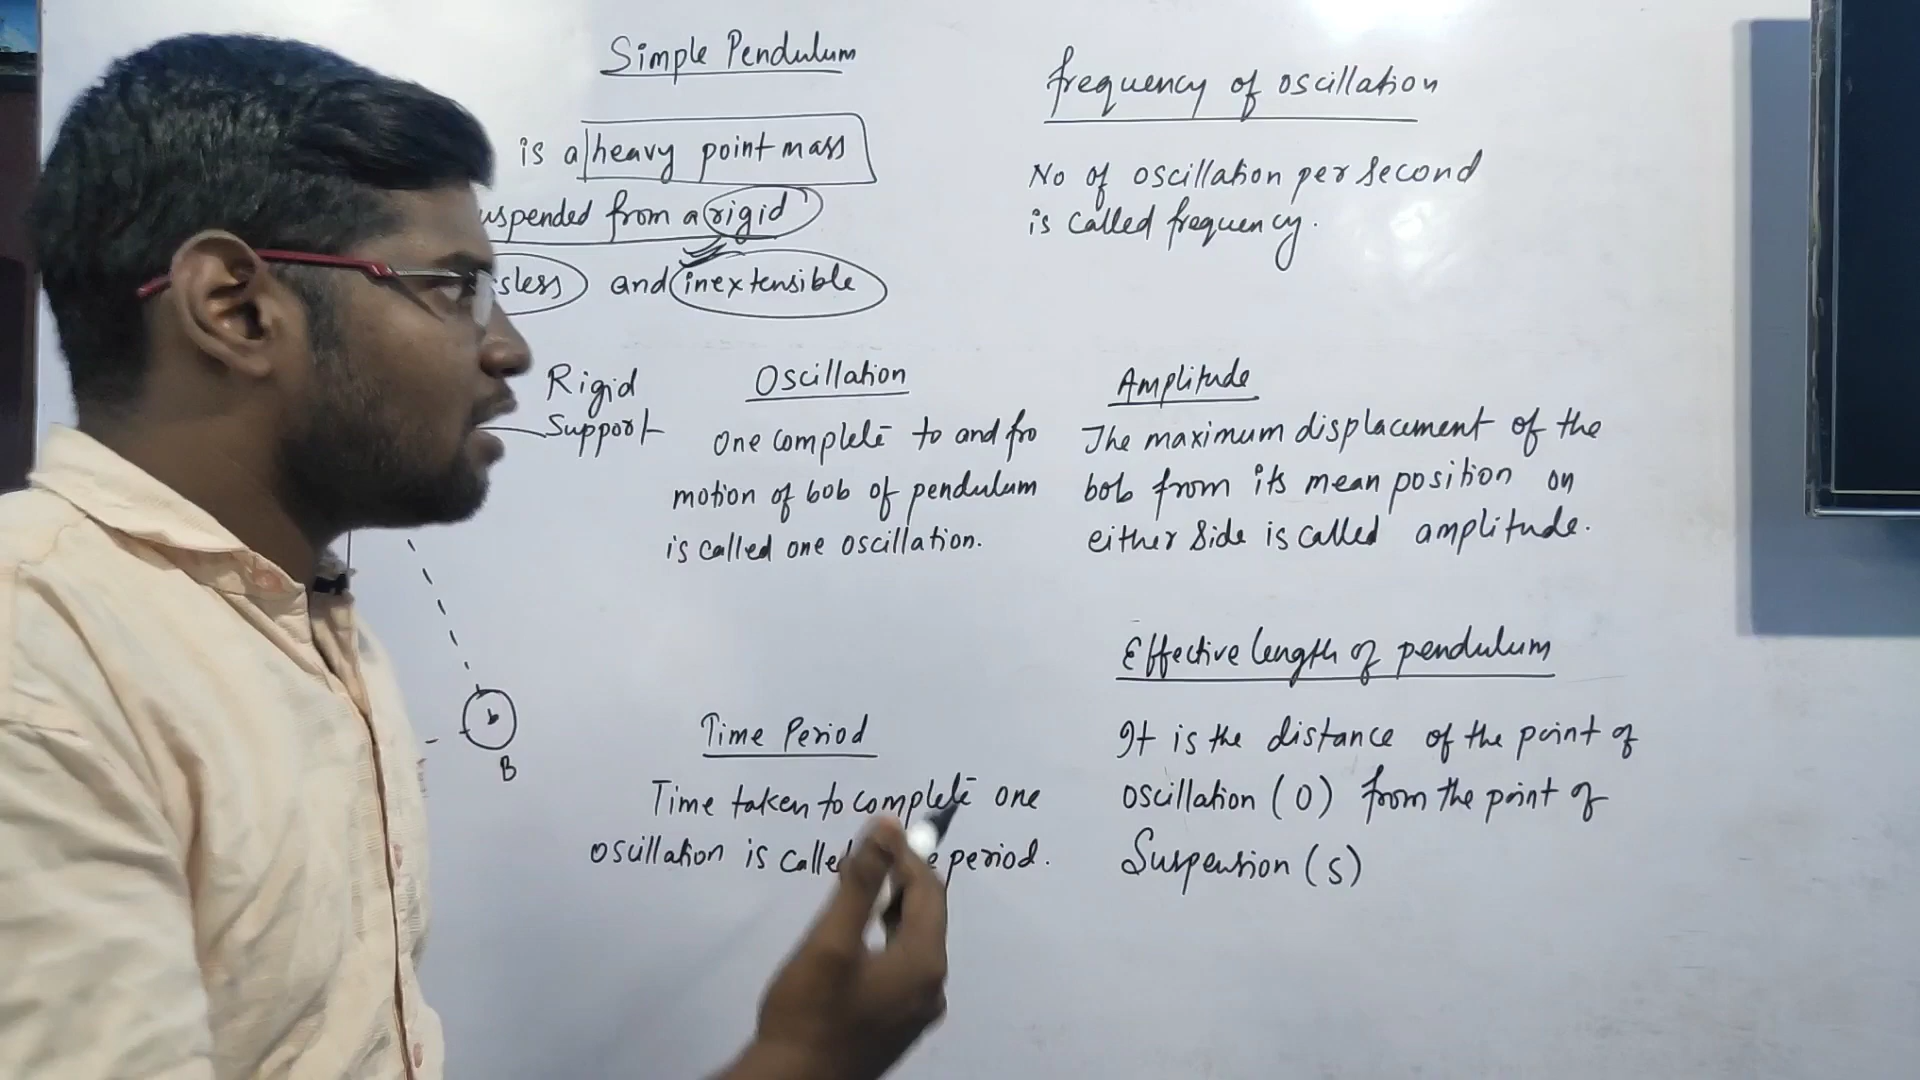 Simple Pendulum
is a heavy point mass
uspended from a rigid
sless and inextensible
Rigid
Support
b
B
Oscillation
One complete to and fro
motion of bob of pendulum
is called one oscillation.
Time Period
Time taken to complete one
oscillation is called period.
frequency of oscillation
No of oscillation per second
is called frequency.
Amplitude
The maximum displacement of the
bob from its mean position on
either side is called amplitude.
Effective length of pendulum
It is the distance of the point of
oscillation (O) from the point of
Suspension (S)